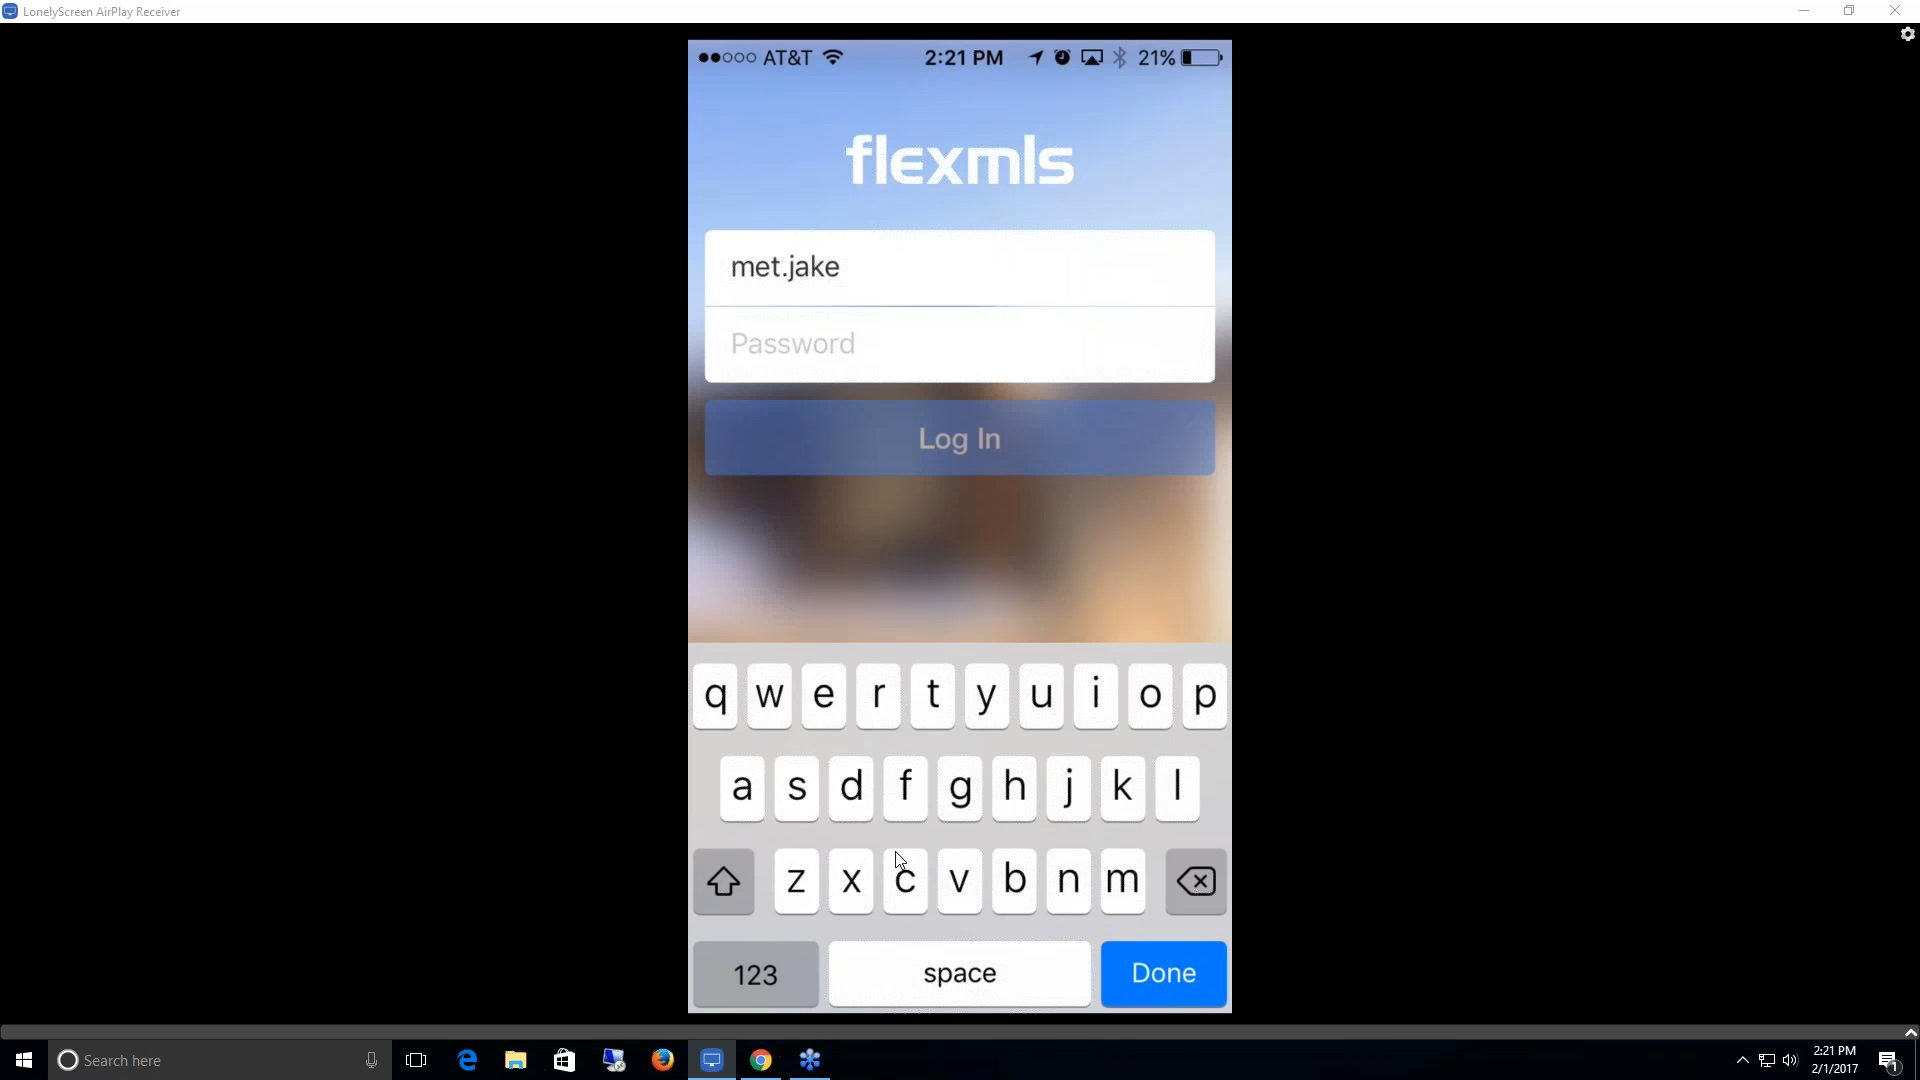 LonelyScreen AirPlay Receiver
AT&T 2:21 PM 21%
flexmls
met.jake
Password
Log In
q w e r t y u i o p
a s d f g h j k l
z x c v b n m
123 space Done
Search here
2:21 PM
2/1/2017
1